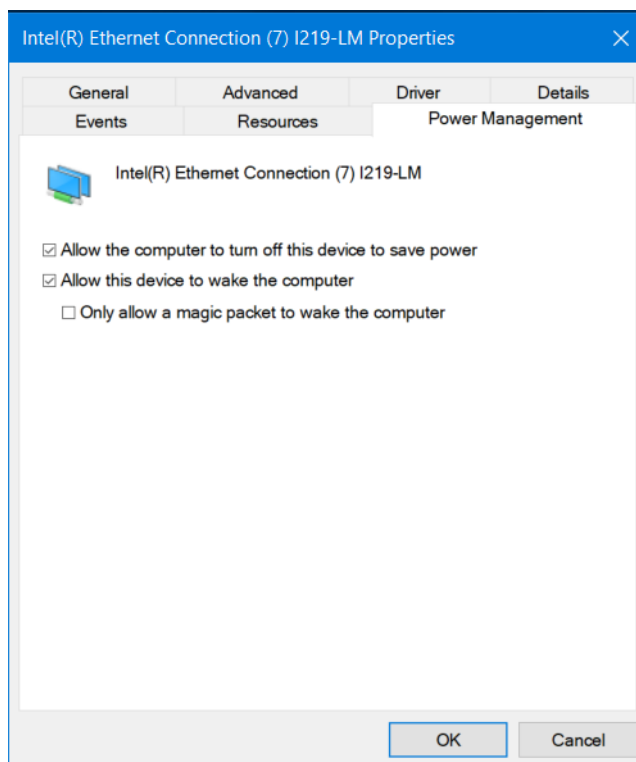 Intel(R) Ethernet Connection (7) I219-LM Properties
General Advanced Driver Details
Events Resources Power Management
Intel(R) Ethernet Connection (7) I219-LM
Allow the computer to turn off this device to save power
Allow this device to wake the computer
Only allow a magic packet to wake the computer
OK Cancel